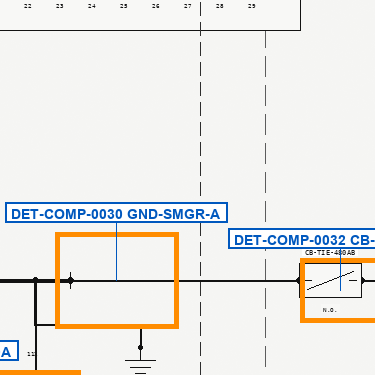 22 23 24 25 26 27 28 29
DET-COMP-0030 GND-SMGR-A
DET-COMP-0032 CB-
CB-TIE-480AB
N.O.
A